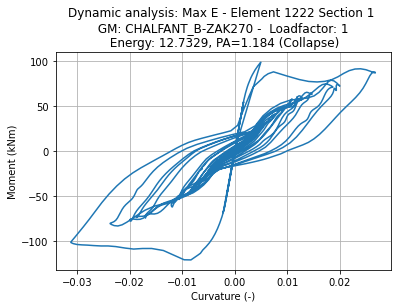 Dynamic analysis: Max E - Element 1222 Section 1
GM: CHALFANT_B-ZAK270 -  Loadfactor: 1
Energy: 12.7329, PA=1.184 (Collapse)
100
50
0
−50
−100
Moment (kNm)
−0.03 −0.02 −0.01 0.00 0.01 0.02
Curvature (-)